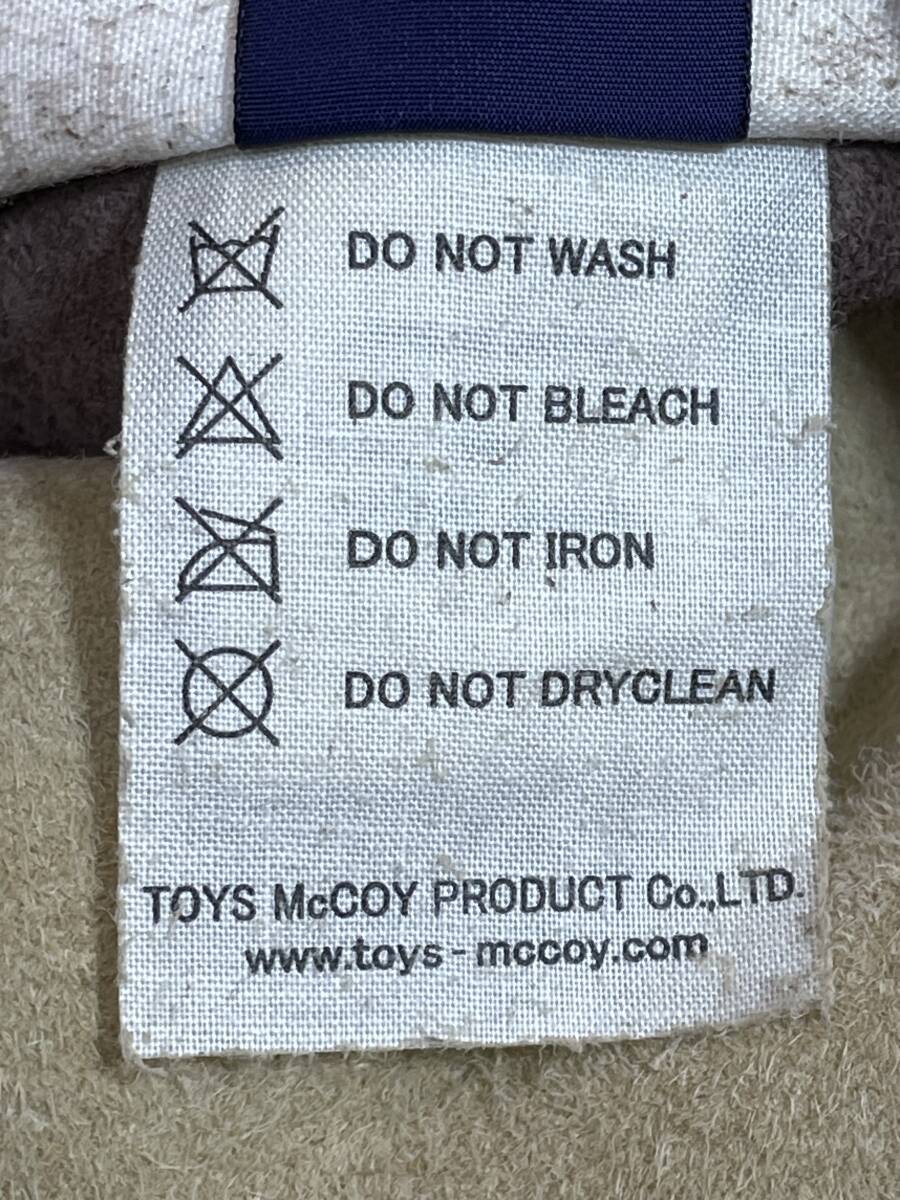 DO NOT WASH
DO NOT BLEACH
DO NOT IRON
DO NOT DRYCLEAN
TOYS McCOY PRODUCT Co.,LTD.
www.toys-mccoy.com